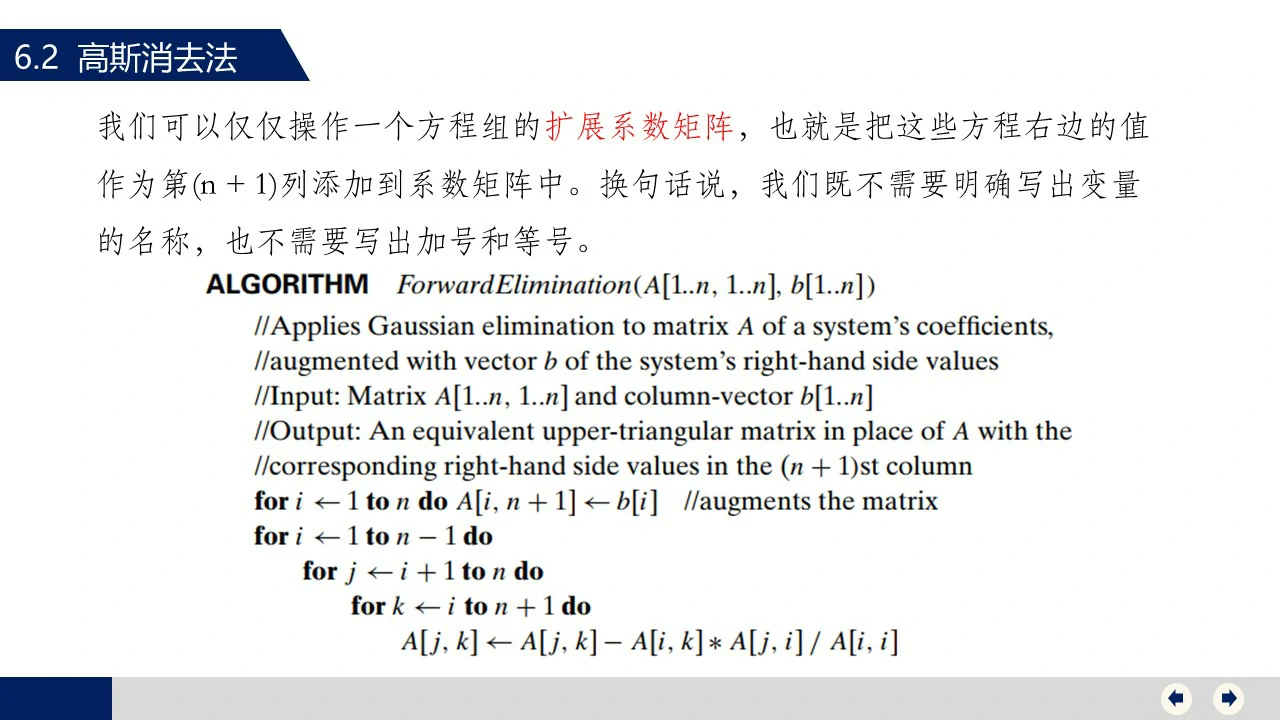 6.2 高斯消去法
我们可以仅仅操作一个方程组的扩展系数矩阵，也就是把这些方程右边的值
作为第(n + 1)列添加到系数矩阵中。换句话说，我们既不需要明确写出变量
的名称，也不需要写出加号和等号。
ALGORITHM ForwardElimination(A[1..n, 1..n], b[1..n])
//Applies Gaussian elimination to matrix A of a system’s coefficients,
//augmented with vector b of the system’s right-hand side values
//Input: Matrix A[1..n, 1..n] and column-vector b[1..n]
//Output: An equivalent upper-triangular matrix in place of A with the
//corresponding right-hand side values in the (n + 1)st column
for i ← 1 to n do A[i, n + 1] ← b[i] //augments the matrix
for i ← 1 to n − 1 do
for j ← i + 1 to n do
for k ← i to n + 1 do
A[j, k] ← A[j, k] − A[i, k] ∗ A[j, i] / A[i, i]